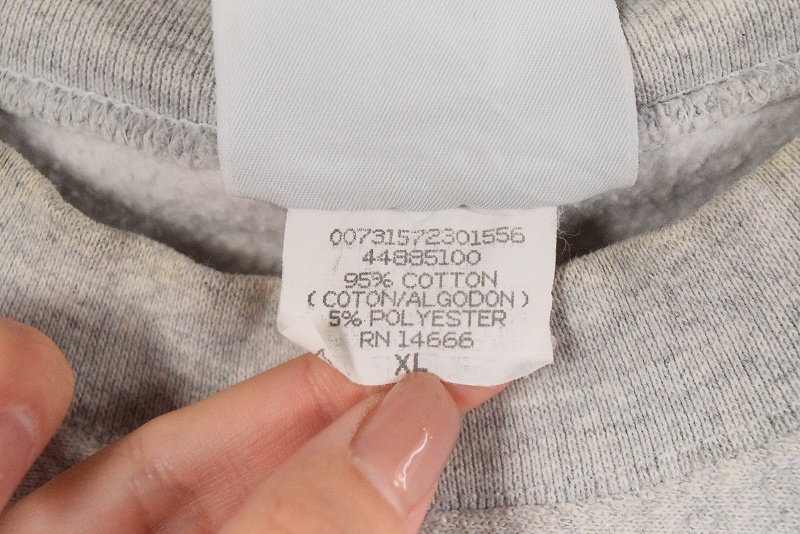 00731572301556
44885100
95% COTTON
(COTON/ALGODON)
5% POLYESTER
RN 14666
XL